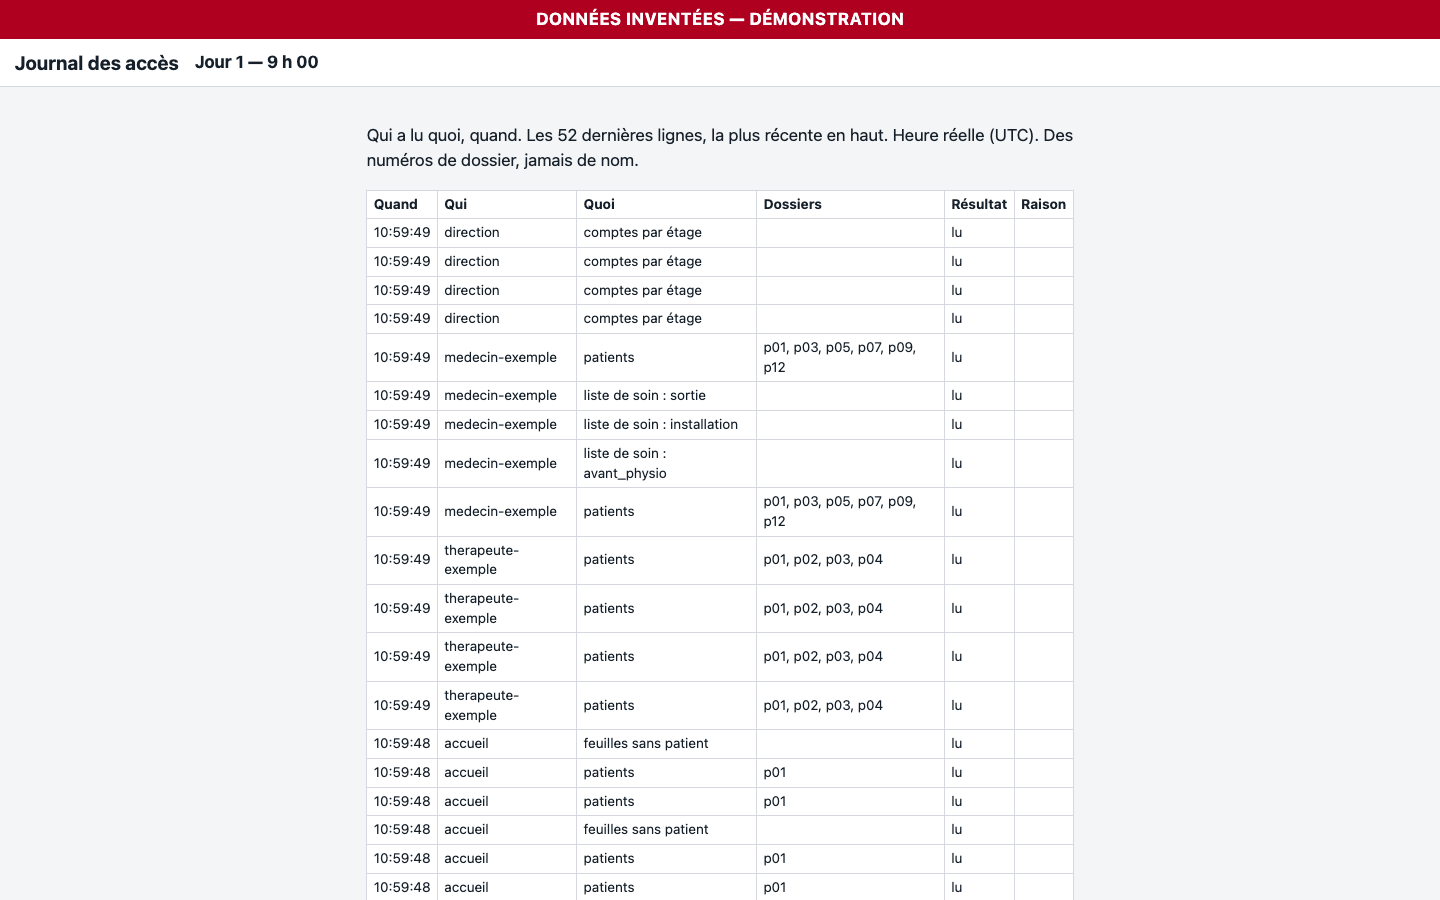 DONNÉES INVENTÉES — DÉMONSTRATION
Journal des accès Jour 1 — 9 h 00
Qui a lu quoi, quand. Les 52 dernières lignes, la plus récente en haut. Heure réelle (UTC). Des
numéros de dossier, jamais de nom.
Quand Qui Quoi Dossiers Résultat Raison
10:59:49 direction comptes par étage lu
10:59:49 direction comptes par étage lu
10:59:49 direction comptes par étage lu
10:59:49 direction comptes par étage lu
10:59:49 medecin-exemple patients p01, p03, p05, p07, p09,
p12 lu
10:59:49 medecin-exemple liste de soin : sortie lu
10:59:49 medecin-exemple liste de soin : installation lu
10:59:49 medecin-exemple liste de soin :
avant_physio lu
10:59:49 medecin-exemple patients p01, p03, p05, p07, p09,
p12 lu
10:59:49 therapeute-
exemple patients p01, p02, p03, p04 lu
10:59:49 therapeute-
exemple patients p01, p02, p03, p04 lu
10:59:49 therapeute-
exemple patients p01, p02, p03, p04 lu
10:59:49 therapeute-
exemple patients p01, p02, p03, p04 lu
10:59:48 accueil feuilles sans patient lu
10:59:48 accueil patients p01 lu
10:59:48 accueil patients p01 lu
10:59:48 accueil feuilles sans patient lu
10:59:48 accueil patients p01 lu
10:59:48 accueil patients p01 lu